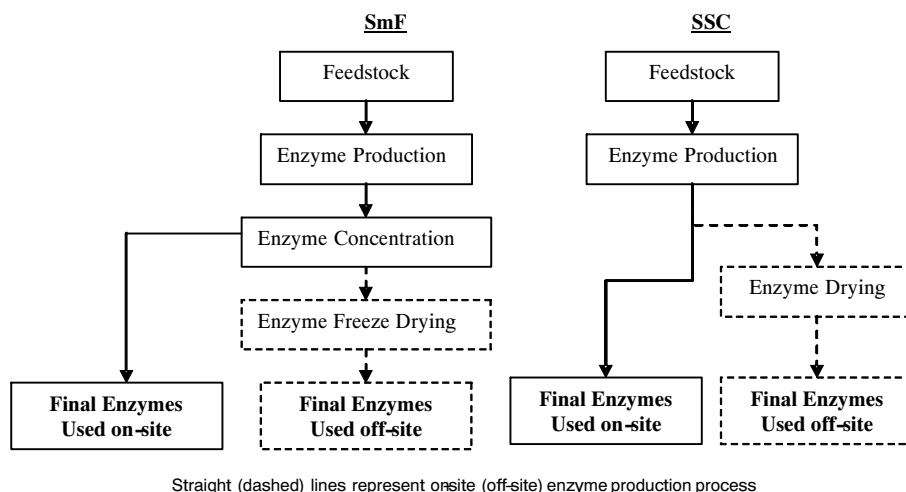 SmF
Feedstock
Enzyme Production
Enzyme Concentration
Enzyme Freeze Drying
Final Enzymes
Used on-site
Final Enzymes
Used off-site
SSC
Feedstock
Enzyme Production
Enzyme Drying
Final Enzymes
Used on-site
Final Enzymes
Used off-site
Straight (dashed) lines represent onsite (off-site) enzyme production process